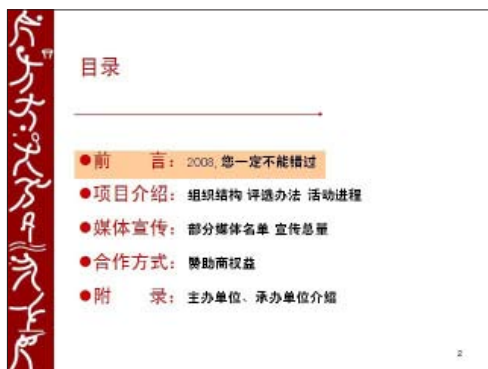 目录
●前 言：2008, 您一定不能错过
●项目介绍：组织结构 评选办法 活动进程
●媒体宣传：部分媒体名单 宣传总量
●合作方式：赞助商权益
●附 录：主办单位、承办单位介绍
2